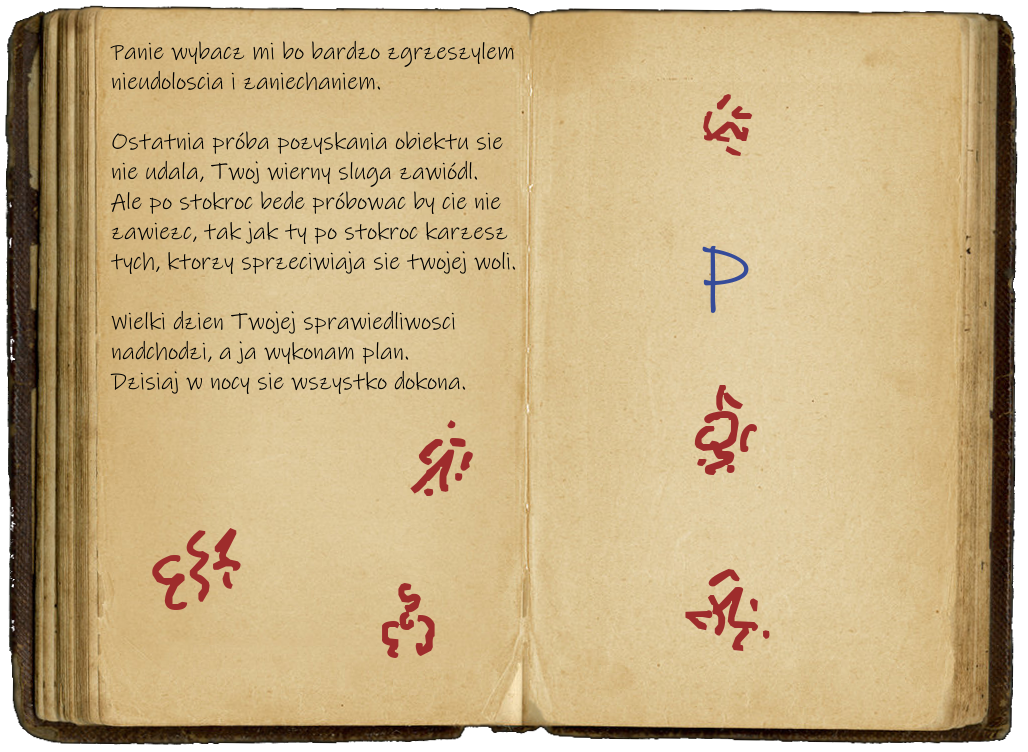 Panie wybacz mi bo bardzo zgrzeszylem
nieudoloscia i zaniechaniem.
Ostatnia próba pozyskania obiektu sie
nie udala, Twoj wierny sluga zawiódl.
Ale po stokroc bede próbowac by cie nie
zawiezc, tak jak ty po stokroc karzesz
tych, ktorzy sprzeciwiaja sie twojej woli.
Wielki dzien Twojej sprawiedliwosci
nadchodzi, a ja wykonam plan.
Dzisiaj w nocy sie wszystko dokona.
P